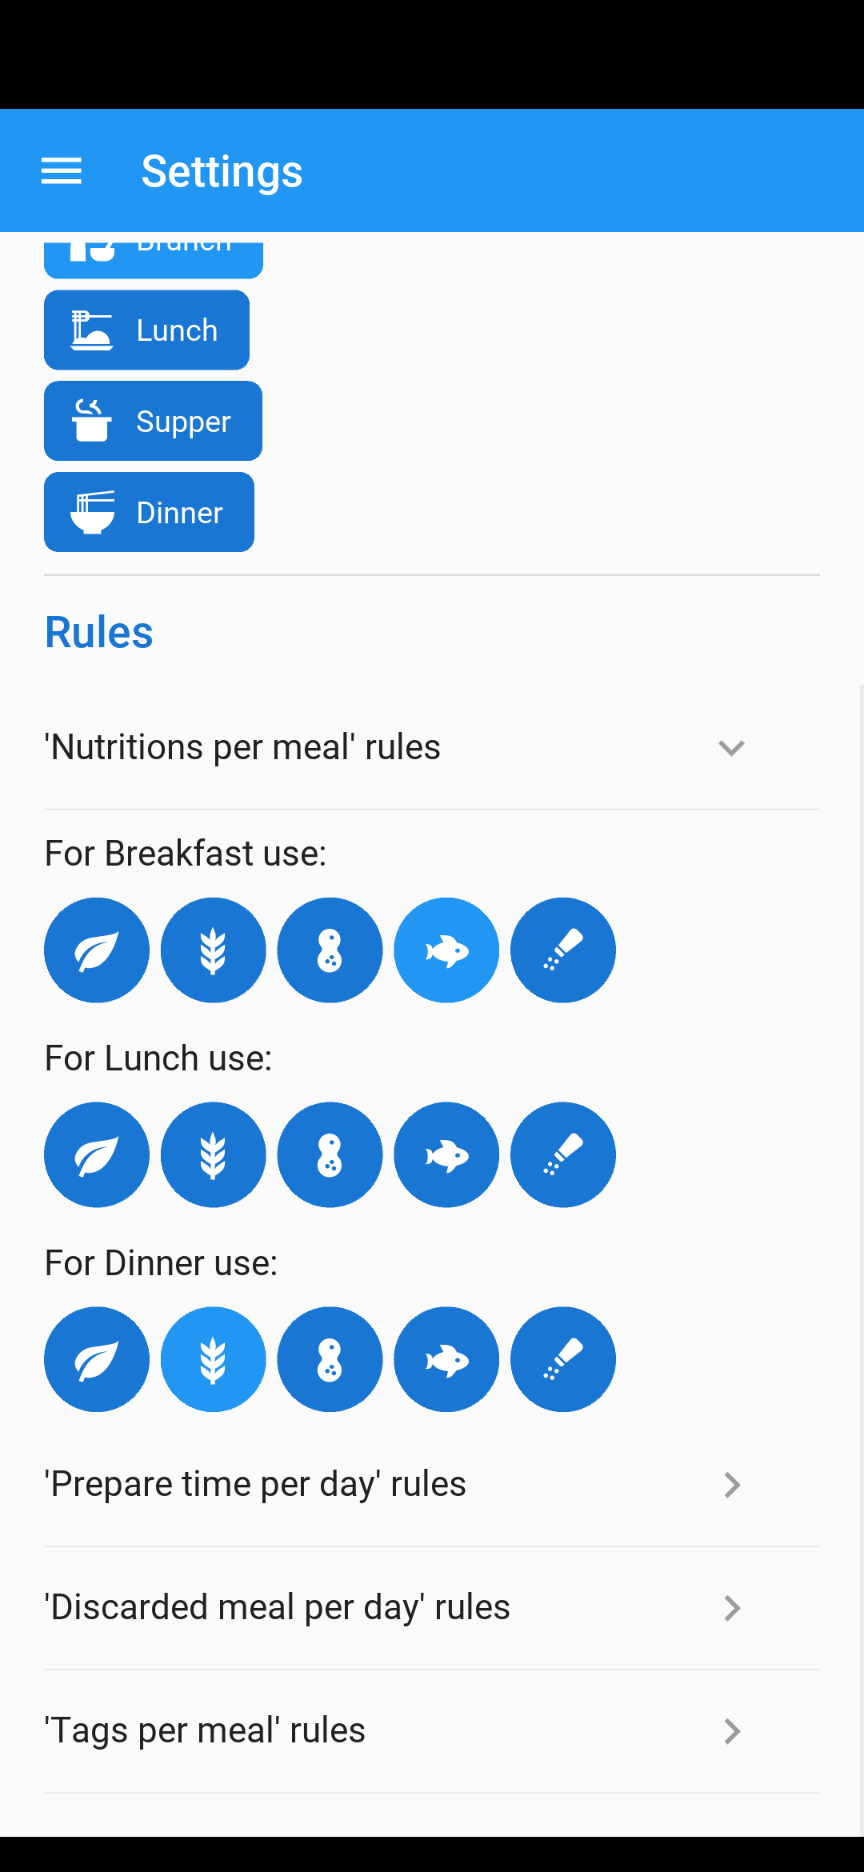 Settings
Brunch
Lunch
Supper
Dinner
Rules
'Nutritions per meal' rules
For Breakfast use:
For Lunch use:
For Dinner use:
'Prepare time per day' rules
'Discarded meal per day' rules
'Tags per meal' rules